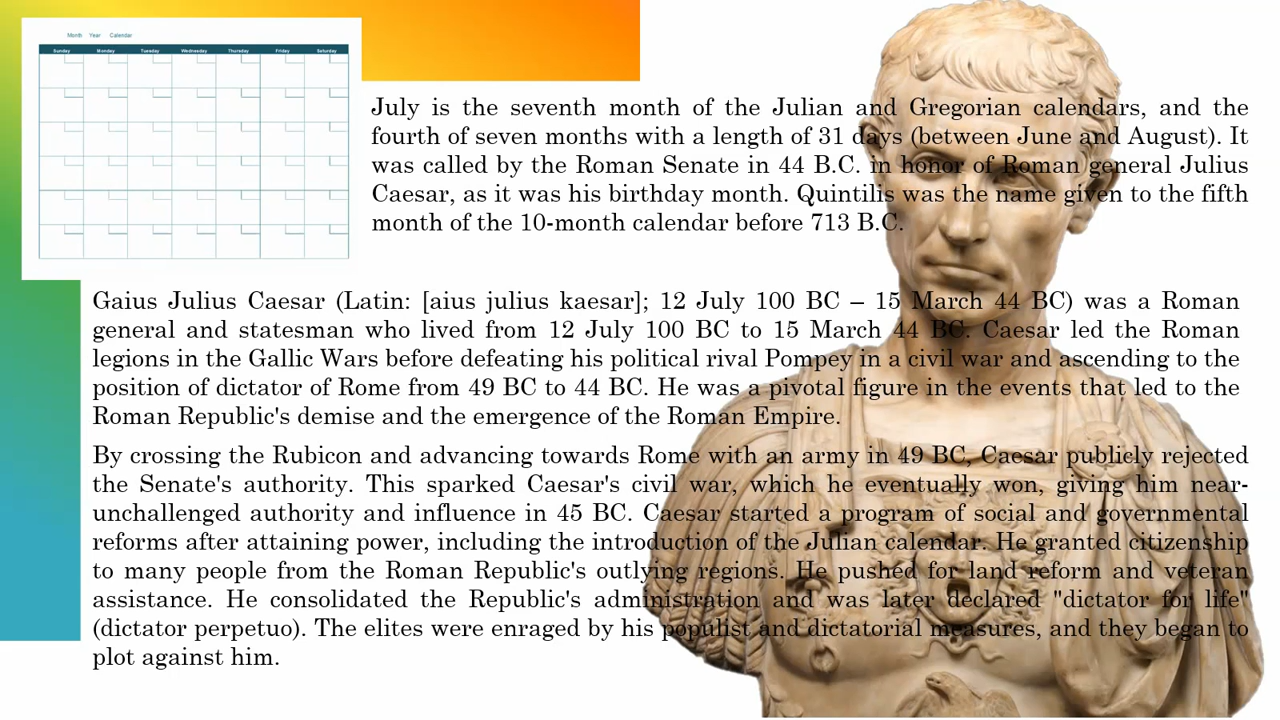 Month Year Calendar
Sunday Monday Tuesday Wednesday Thursday Friday Saturday
July is the seventh month of the Julian and Gregorian calendars, and the
fourth of seven months with a length of 31 days (between June and August). It
was called by the Roman Senate in 44 B.C. in honor of Roman general Julius
Caesar, as it was his birthday month. Quintilis was the name given to the fifth
month of the 10-month calendar before 713 B.C.
Gaius Julius Caesar (Latin: [aius julius kaesar]; 12 July 100 BC – 15 March 44 BC) was a Roman
general and statesman who lived from 12 July 100 BC to 15 March 44 BC. Caesar led the Roman
legions in the Gallic Wars before defeating his political rival Pompey in a civil war and ascending to the
position of dictator of Rome from 49 BC to 44 BC. He was a pivotal figure in the events that led to the
Roman Republic's demise and the emergence of the Roman Empire.
By crossing the Rubicon and advancing towards Rome with an army in 49 BC, Caesar publicly rejected
the Senate's authority. This sparked Caesar's civil war, which he eventually won, giving him near-
unchallenged authority and influence in 45 BC. Caesar started a program of social and governmental
reforms after attaining power, including the introduction of the Julian calendar. He granted citizenship
to many people from the Roman Republic's outlying regions. He pushed for land reform and veteran
assistance. He consolidated the Republic's administration and was later declared "dictator for life"
(dictator perpetuo). The elites were enraged by his populist and dictatorial measures, and they began to
plot against him.